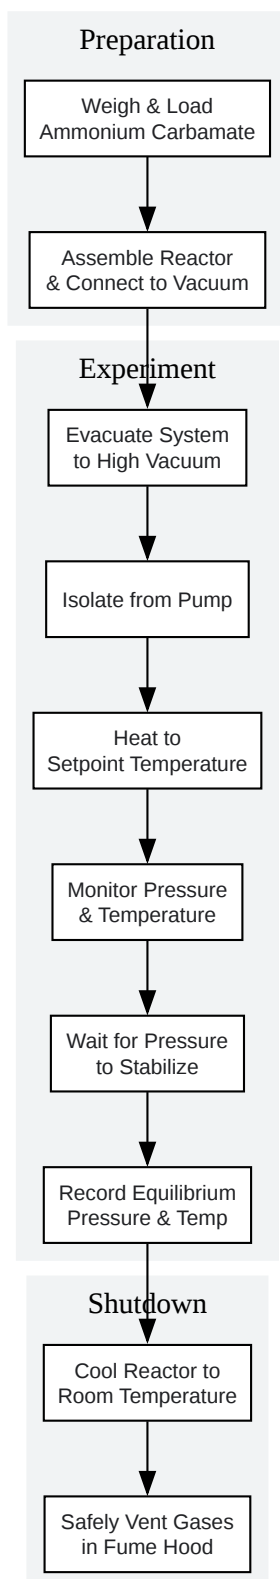 Preparation
Weigh & Load
Ammonium Carbamate
Assemble Reactor
& Connect to Vacuum
Experiment
Evacuate System
to High Vacuum
Isolate from Pump
Heat to
Setpoint Temperature
Monitor Pressure
& Temperature
Wait for Pressure
to Stabilize
Record Equilibrium
Pressure & Temp
Shutdown
Cool Reactor to
Room Temperature
Safely Vent Gases
in Fume Hood